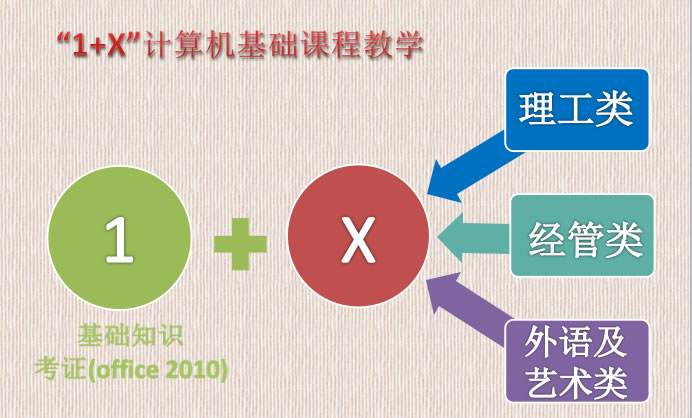 “1+X”计算机基础课程教学
理工类
1
+
X
经管类
基础知识
考证(office 2010)
外语及
艺术类